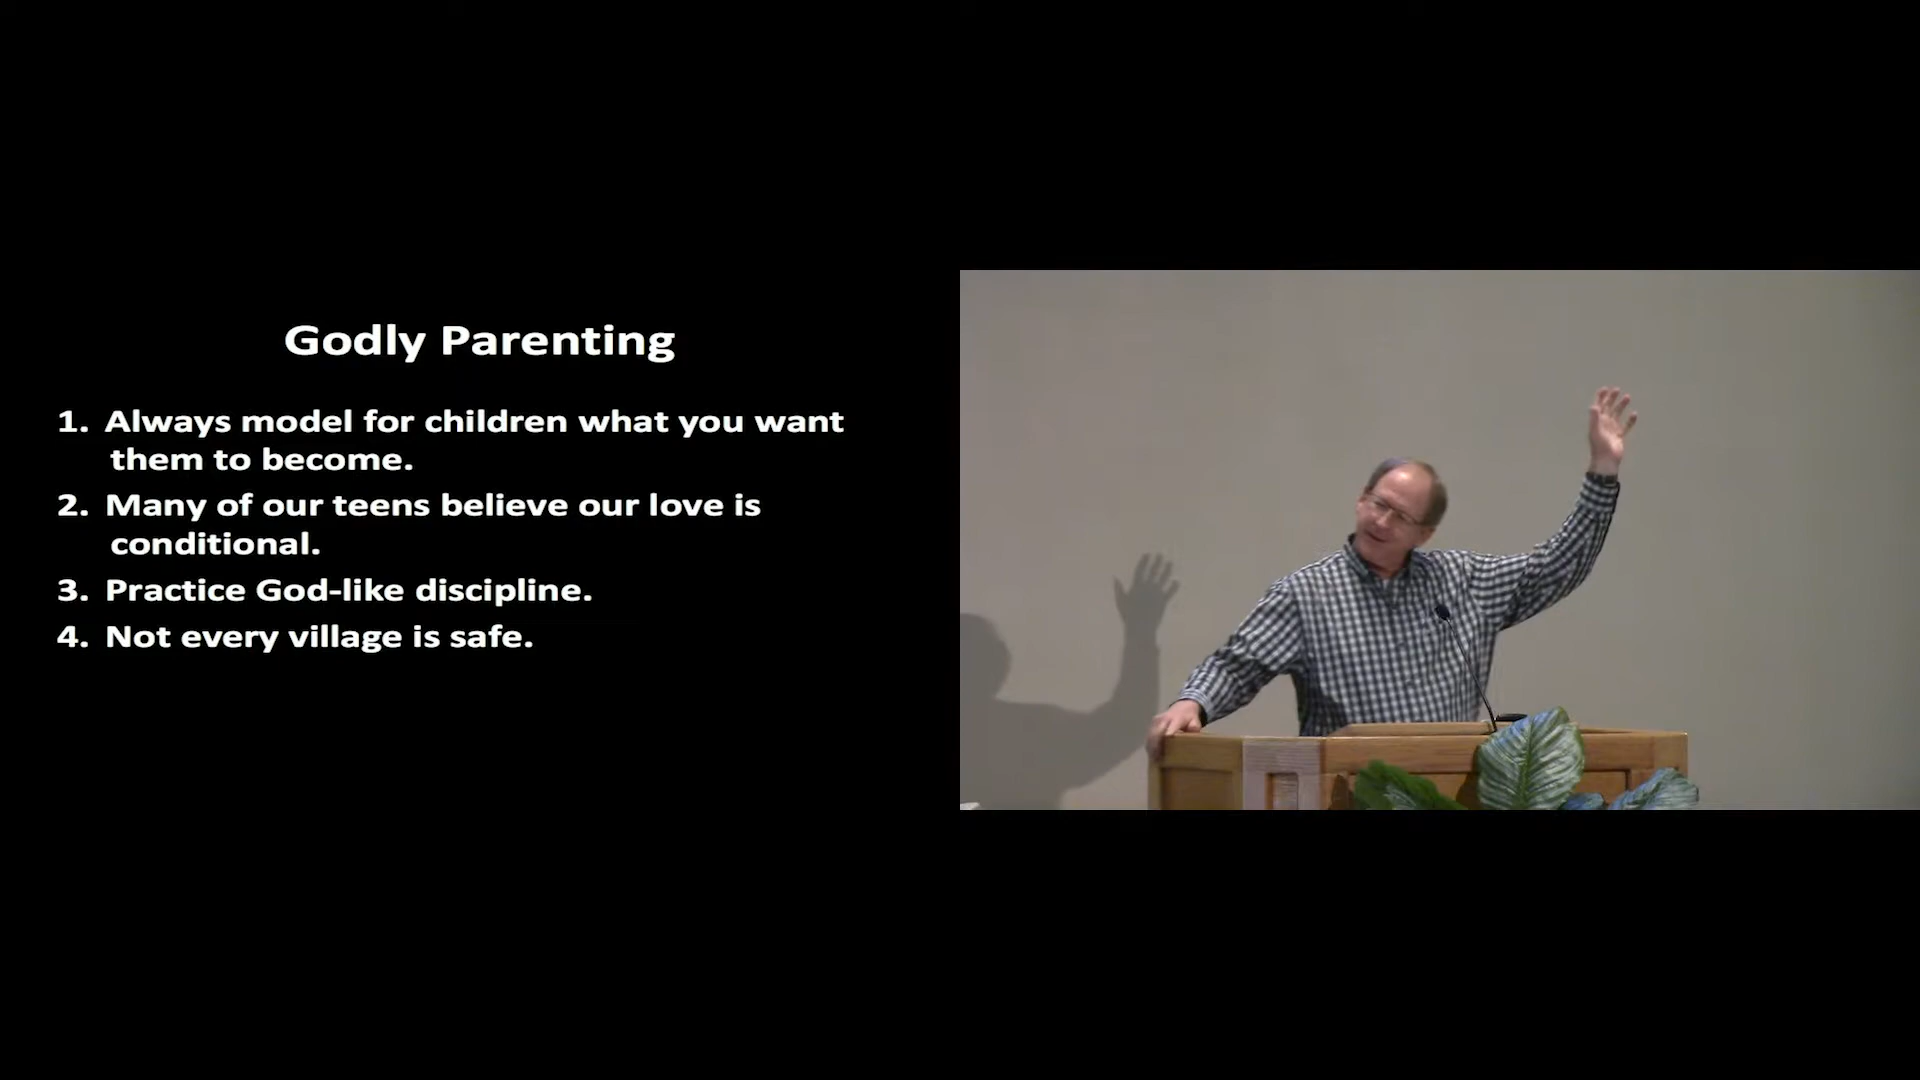 Godly Parenting
1. Always model for children what you want
them to become.
2. Many of our teens believe our love is
conditional.
3. Practice God-like discipline.
4. Not every village is safe.